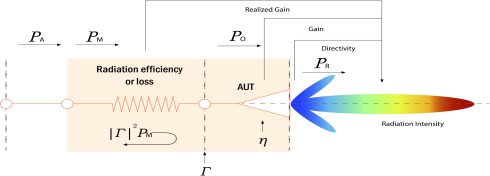 Realized Gain
Gain
Directivity
P_A
P_M
P_O
P_R
Radiation efficiency
or loss
AUT
|Γ|² P_M
η
Radiation Intensity
Γ